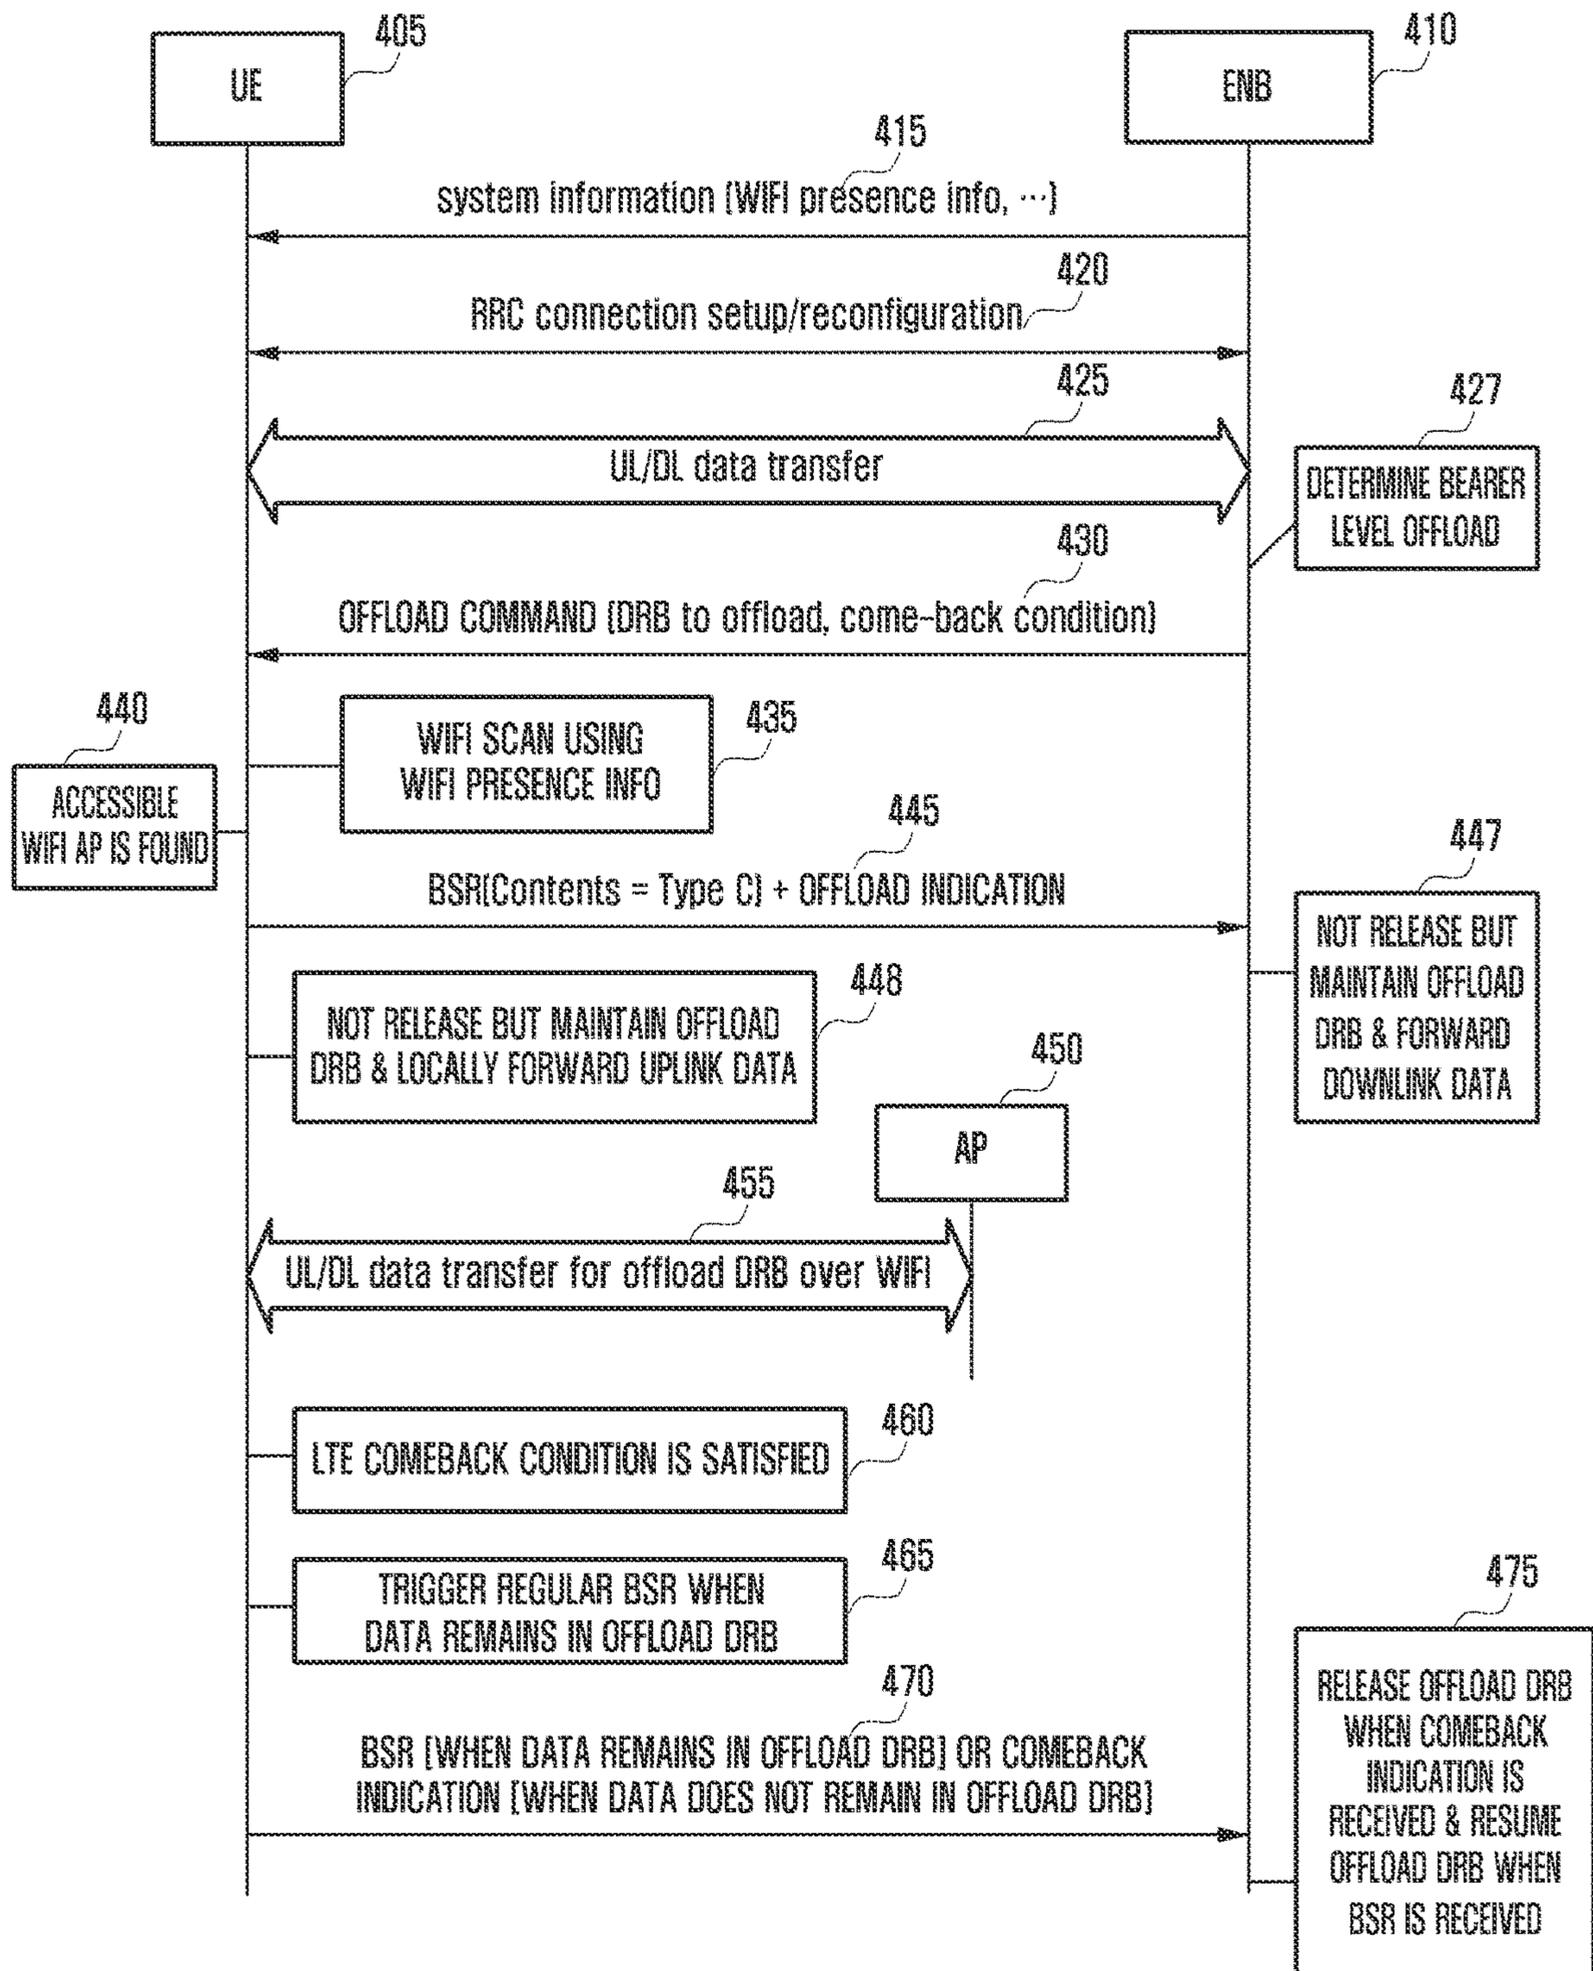 405
UE
410
ENB
415
system information (WIFI presence info, ...)
420
RRC connection setup/reconfiguration
425
UL/DL data transfer
427
DETERMINE BEARER
LEVEL OFFLOAD
430
OFFLOAD COMMAND (DRB to offload, come-back condition)
435
WIFI SCAN USING
WIFI PRESENCE INFO
440
ACCESSIBLE
WIFI AP IS FOUND
445
BSR(Contents = Type C) + OFFLOAD INDICATION
447
NOT RELEASE BUT
MAINTAIN OFFLOAD
DRB & FORWARD
DOWNLINK DATA
448
NOT RELEASE BUT MAINTAIN OFFLOAD
DRB & LOCALLY FORWARD UPLINK DATA
450
AP
455
UL/DL data transfer for offload DRB over WIFI
460
LTE COMEBACK CONDITION IS SATISFIED
465
TRIGGER REGULAR BSR WHEN
DATA REMAINS IN OFFLOAD DRB
470
BSR [WHEN DATA REMAINS IN OFFLOAD DRB] OR COMEBACK
INDICATION [WHEN DATA DOES NOT REMAIN IN OFFLOAD DRB]
475
RELEASE OFFLOAD DRB
WHEN COMEBACK
INDICATION IS
RECEIVED & RESUME
OFFLOAD DRB WHEN
BSR IS RECEIVED